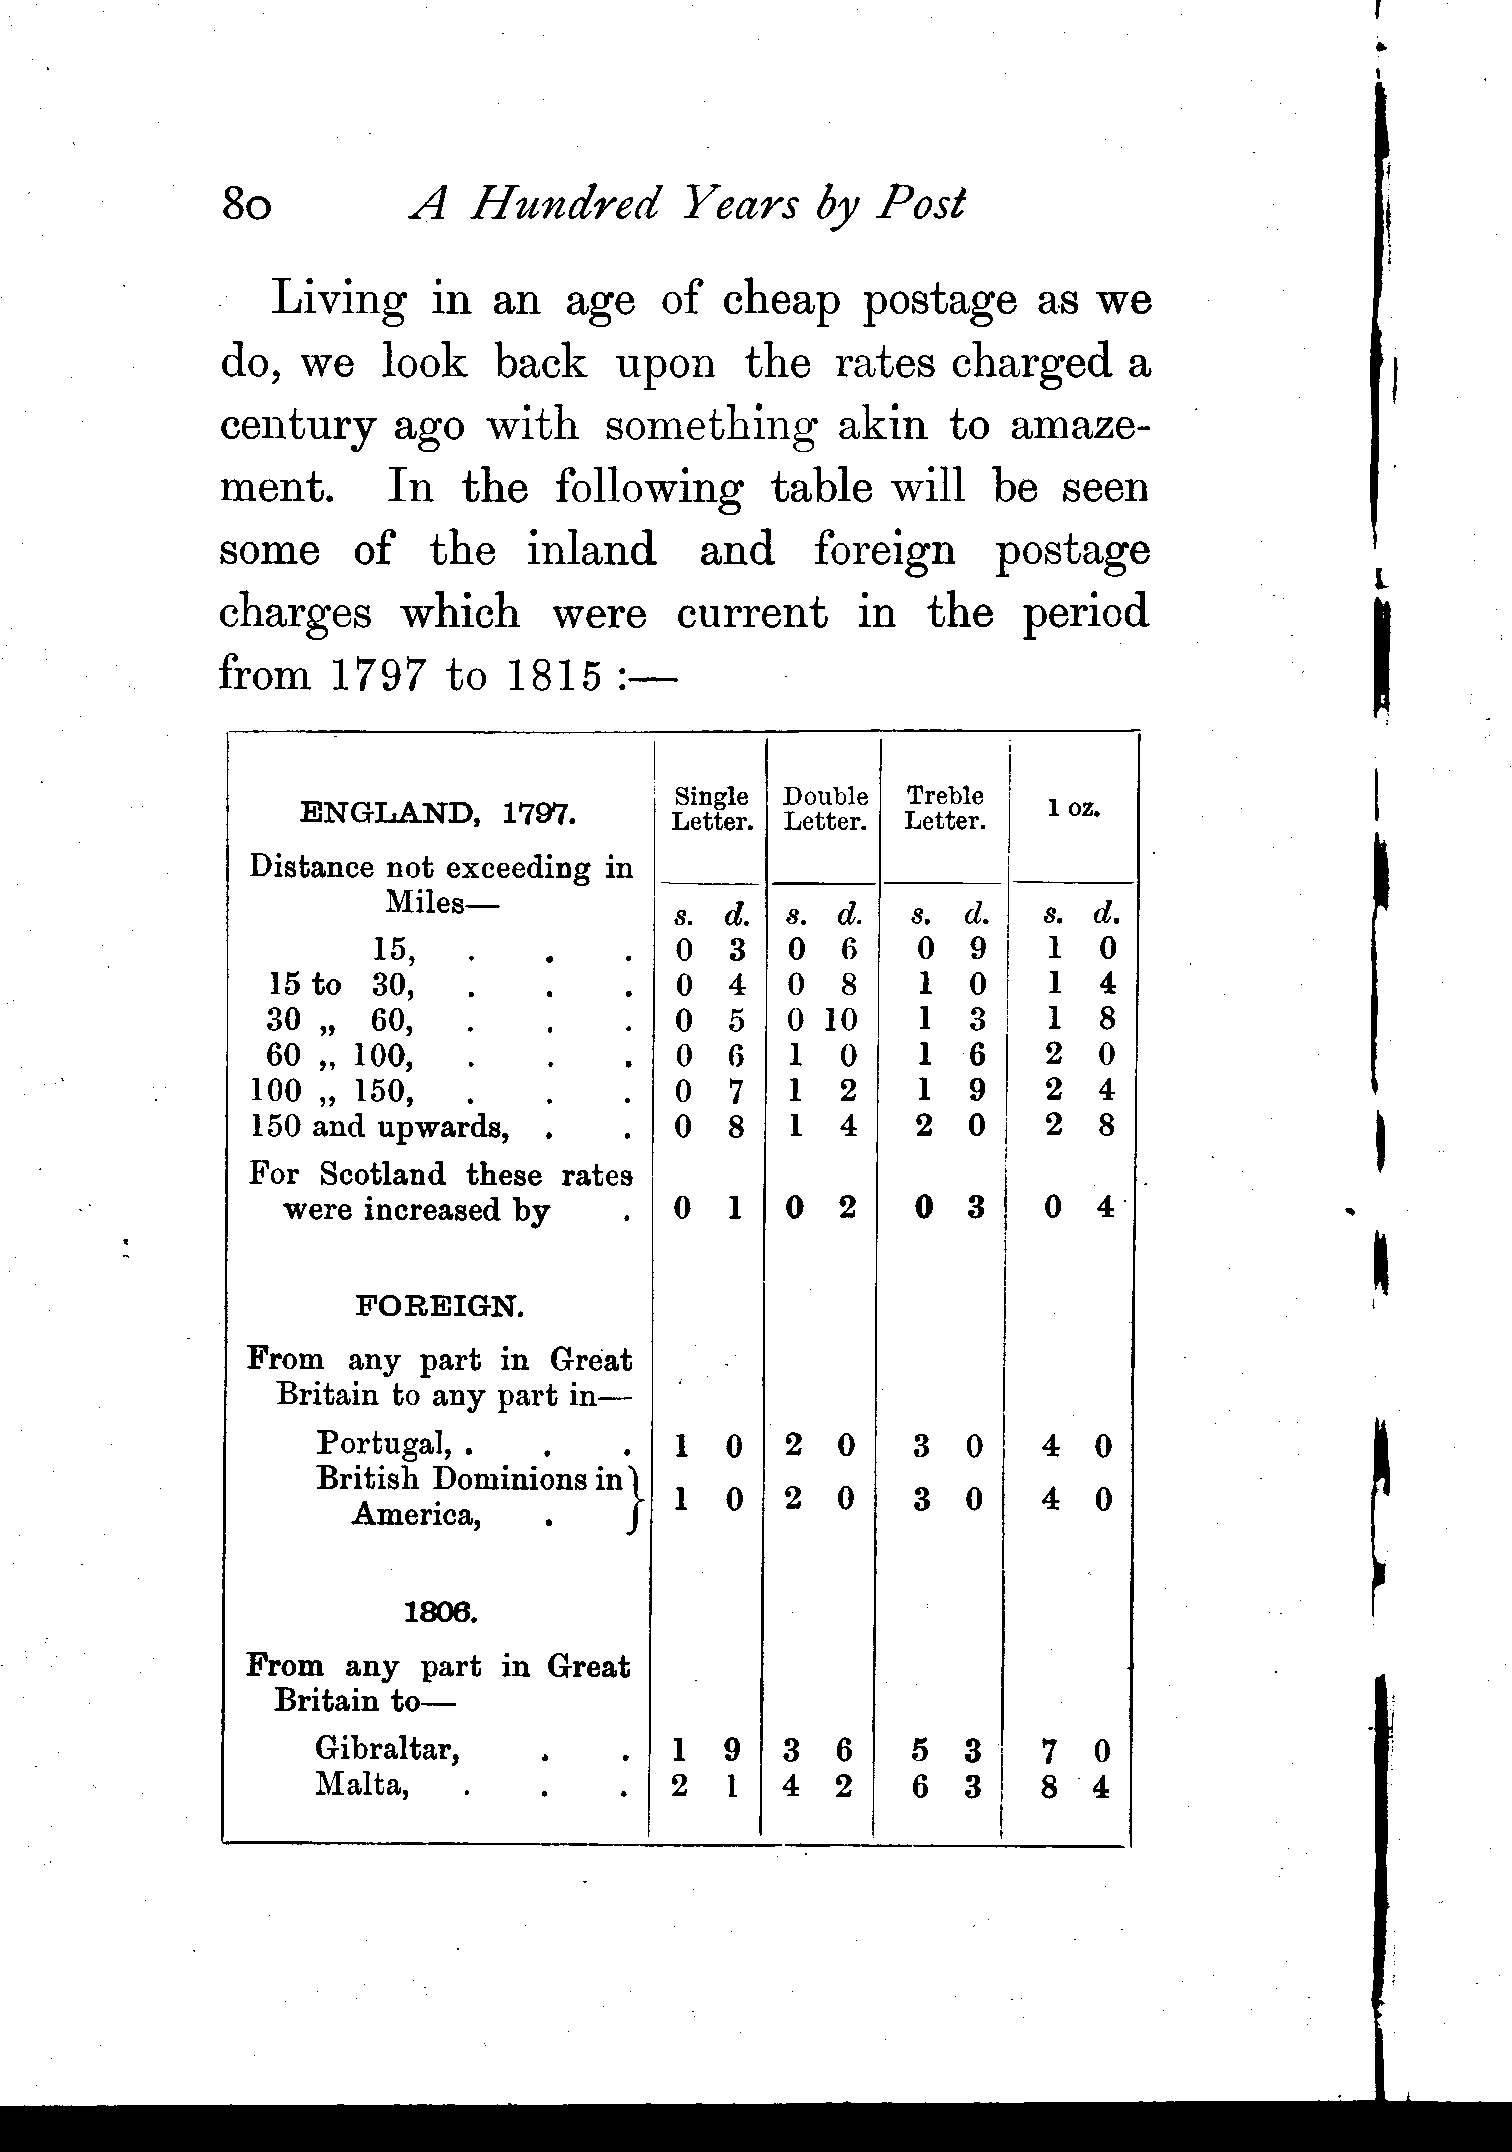 80 A Hundred Years by Post
Living in an age of cheap postage as we
do, we look back upon the rates charged a
century ago with something akin to amaze-
ment. In the following table will be seen
some of the inland and foreign postage
charges which were current in the period
from 1797 to 1815 :—
ENGLAND, 1797. Single Letter. Double Letter. Treble Letter. 1 oz.
Distance not exceeding in
Miles— s. d. s. d. s. d. s. d.
15, . . . 0 3 0 6 0 9 1 0
15 to 30, . . . 0 4 0 8 1 0 1 4
30 „ 60, . . . 0 5 0 10 1 3 1 8
60 „ 100, . . . 0 6 1 0 1 6 2 0
100 „ 150, . . . 0 7 1 2 1 9 2 4
150 and upwards, . . 0 8 1 4 2 0 2 8
For Scotland these rates
were increased by . 0 1 0 2 0 3 0 4
FOREIGN.
From any part in Great
Britain to any part in—
Portugal, . . . 1 0 2 0 3 0 4 0
British Dominions in
America, . } 1 0 2 0 3 0 4 0
1806.
From any part in Great
Britain to—
Gibraltar, . . 1 9 3 6 5 3 7 0
Malta, . . . 2 1 4 2 6 3 8 4